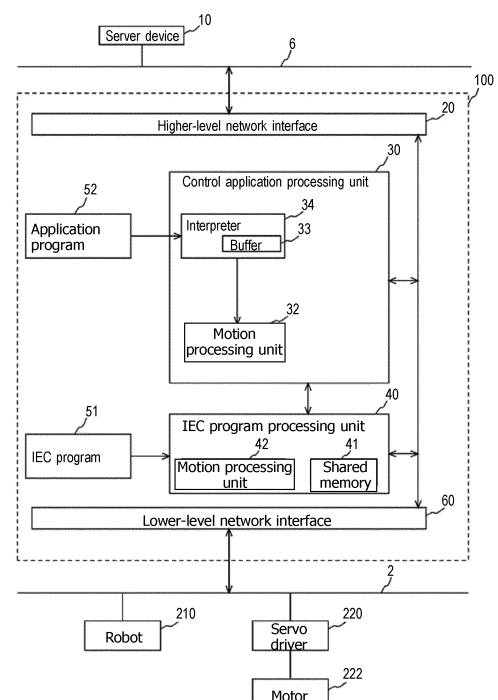 10
Server device
6
100
20
Higher-level network interface
30
Control application processing unit
52
34
Application
program
Interpreter
33
Buffer
32
Motion
processing unit
40
51
IEC program processing unit
42
41
IEC program
Motion processing
unit
Shared
memory
60
Lower-level network interface
2
210
220
Robot
Servo
driver
222
Motor